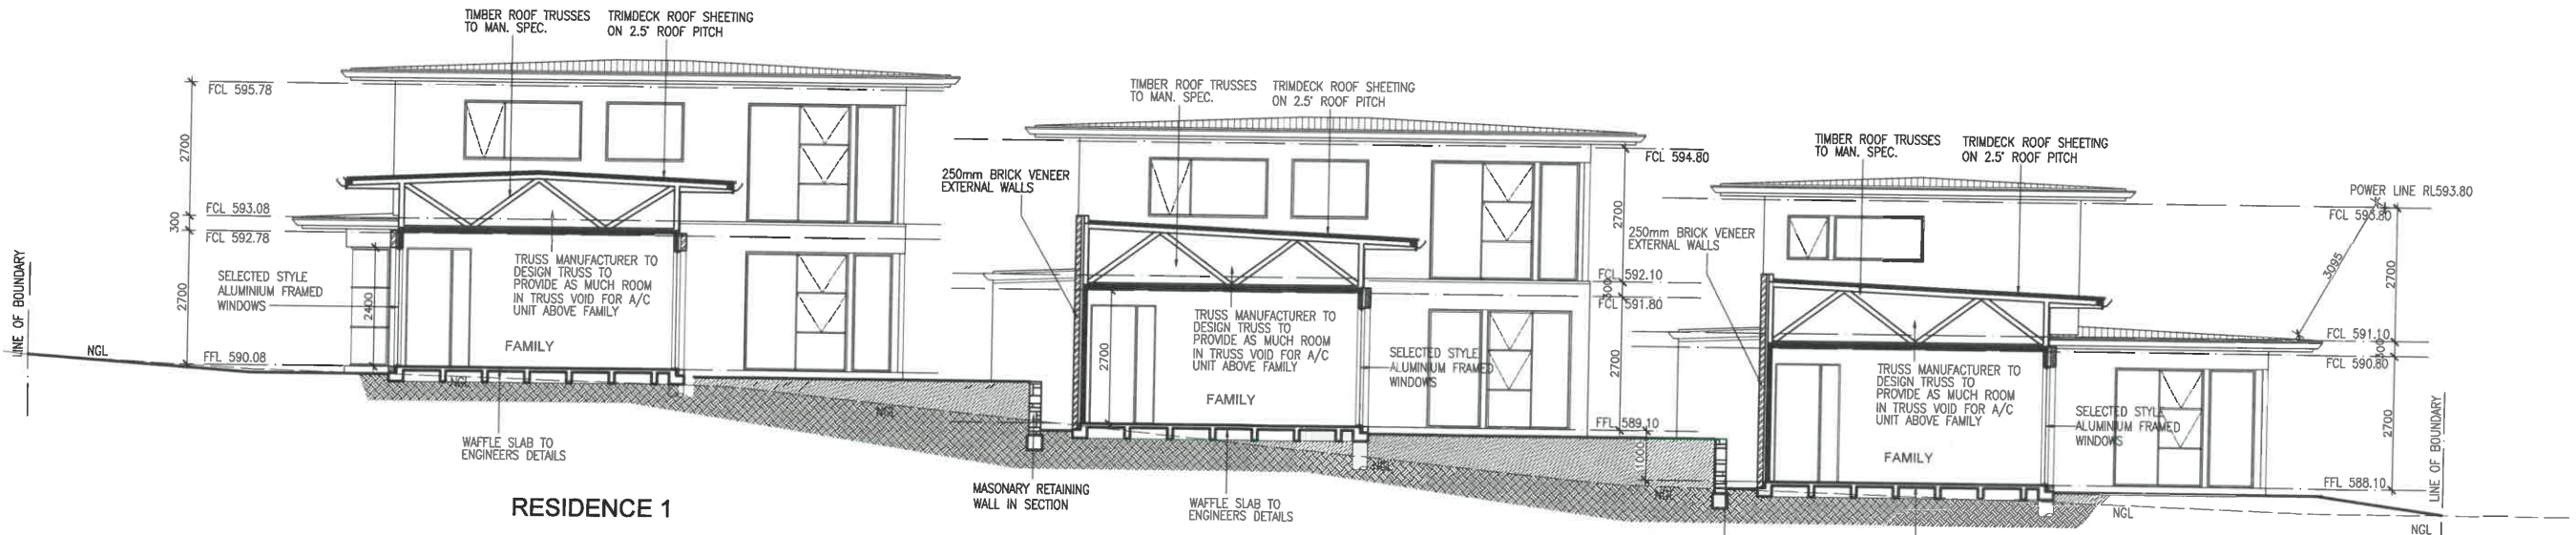 TIMBER ROOF TRUSSES
TO MAN. SPEC.
TRIMDECK ROOF SHEETING
ON 2.5° ROOF PITCH
FCL 595.78
2700
FCL 593.08
300
FCL 592.78
SELECTED STYLE
ALUMINIUM FRAMED
WINDOWS
2700
2400
FFL 590.08
LINE OF BOUNDARY
NGL
TRUSS MANUFACTURER TO
DESIGN TRUSS TO
PROVIDE AS MUCH ROOM
IN TRUSS VOID FOR A/C
UNIT ABOVE FAMILY
FAMILY
NGL
NGL
WAFFLE SLAB TO
ENGINEERS DETAILS
RESIDENCE 1
TIMBER ROOF TRUSSES
TO MAN. SPEC.
TRIMDECK ROOF SHEETING
ON 2.5° ROOF PITCH
250mm BRICK VENEER
EXTERNAL WALLS
FCL 594.80
2700
FCL 592.10
300
FCL 591.80
2700
TRUSS MANUFACTURER TO
DESIGN TRUSS TO
PROVIDE AS MUCH ROOM
IN TRUSS VOID FOR A/C
UNIT ABOVE FAMILY
2700
FAMILY
SELECTED STYLE
ALUMINIUM FRAMED
WINDOWS
FFL 589.10
1000
NGL
NGL
MASONARY RETAINING
WALL IN SECTION
WAFFLE SLAB TO
ENGINEERS DETAILS
TIMBER ROOF TRUSSES
TO MAN. SPEC.
TRIMDECK ROOF SHEETING
ON 2.5° ROOF PITCH
250mm BRICK VENEER
EXTERNAL WALLS
POWER LINE RL593.80
FCL 593.80
3095
2700
FCL 591.10
300
FCL 590.80
2700
TRUSS MANUFACTURER TO
DESIGN TRUSS TO
PROVIDE AS MUCH ROOM
IN TRUSS VOID FOR A/C
UNIT ABOVE FAMILY
FAMILY
SELECTED STYLE
ALUMINIUM FRAMED
WINDOWS
FFL 588.10
LINE OF BOUNDARY
NGL
NGL